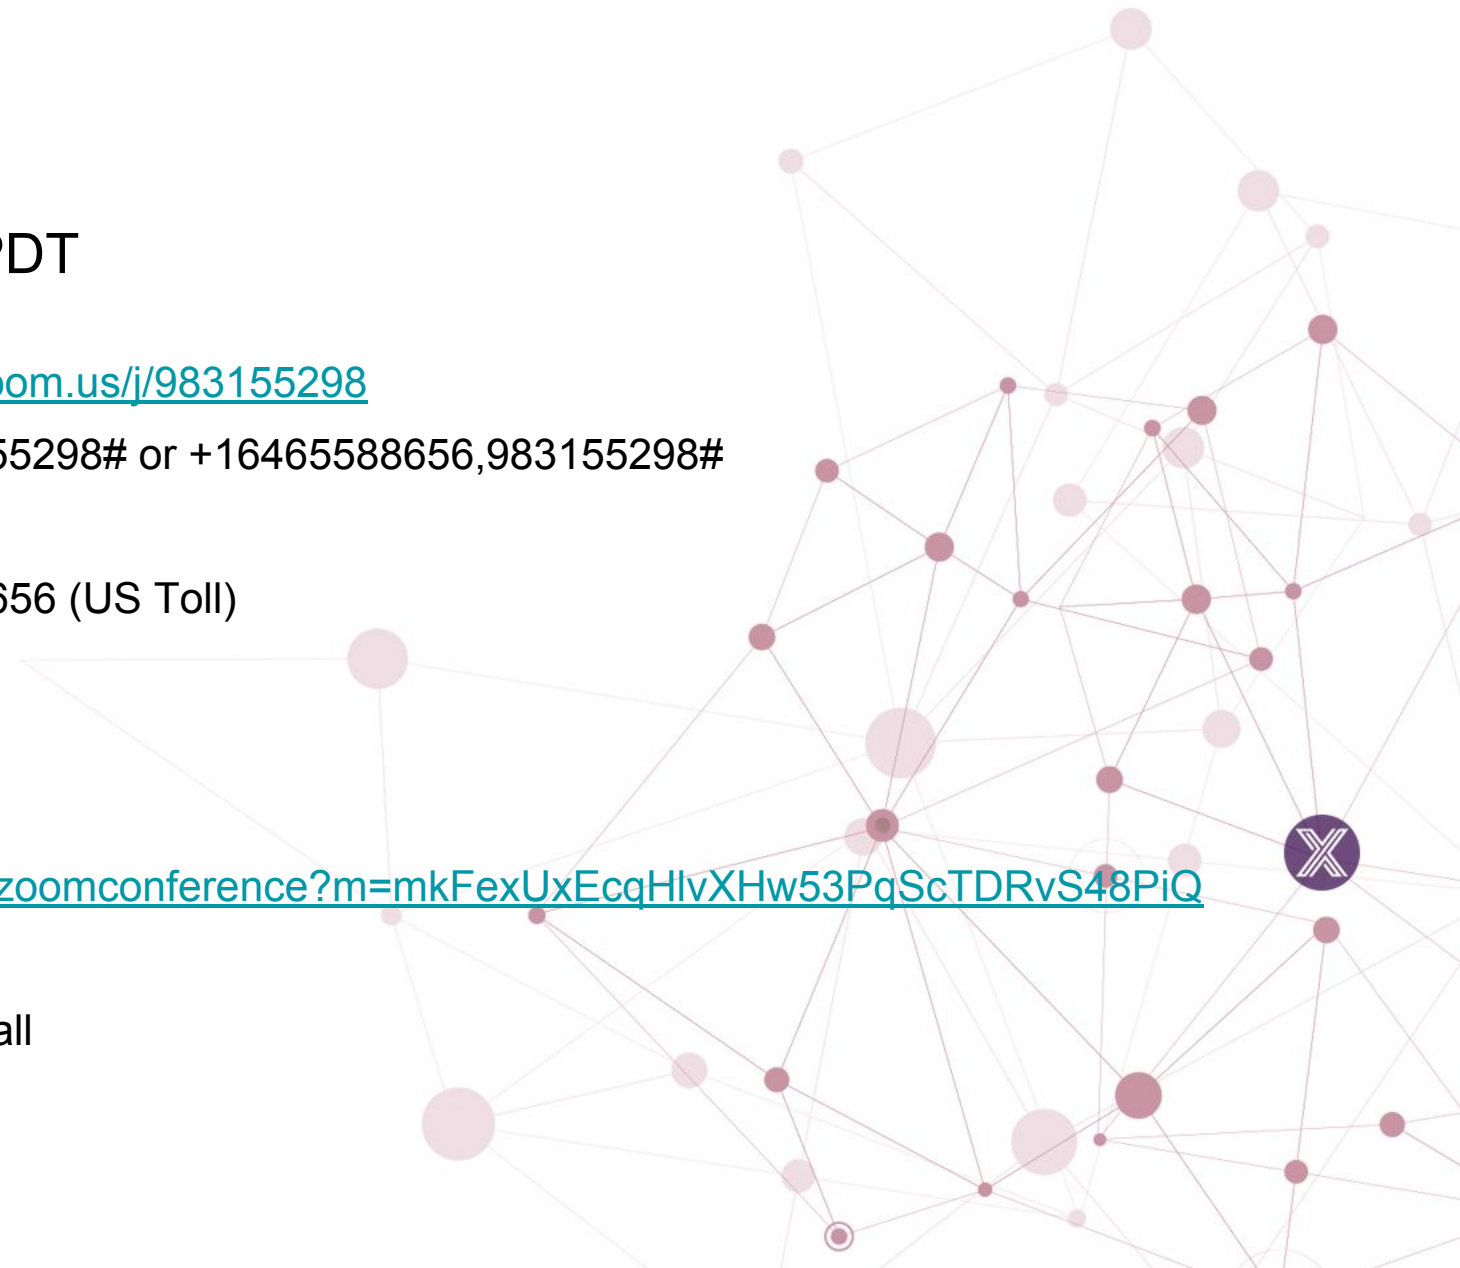 PDT
oom.us/j/983155298
55298# or +16465588656,983155298#
656 (US Toll)
zoomconference?m=mkFexUxEcqHlvXHw53PqScTDRvS48PiQ
all